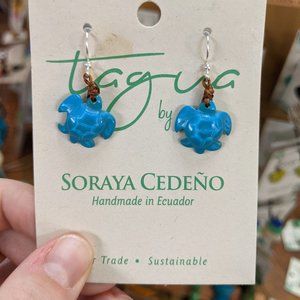 tagua
by
SORAYA CEDEÑO
Handmade in Ecuador
Trade • Sustainable